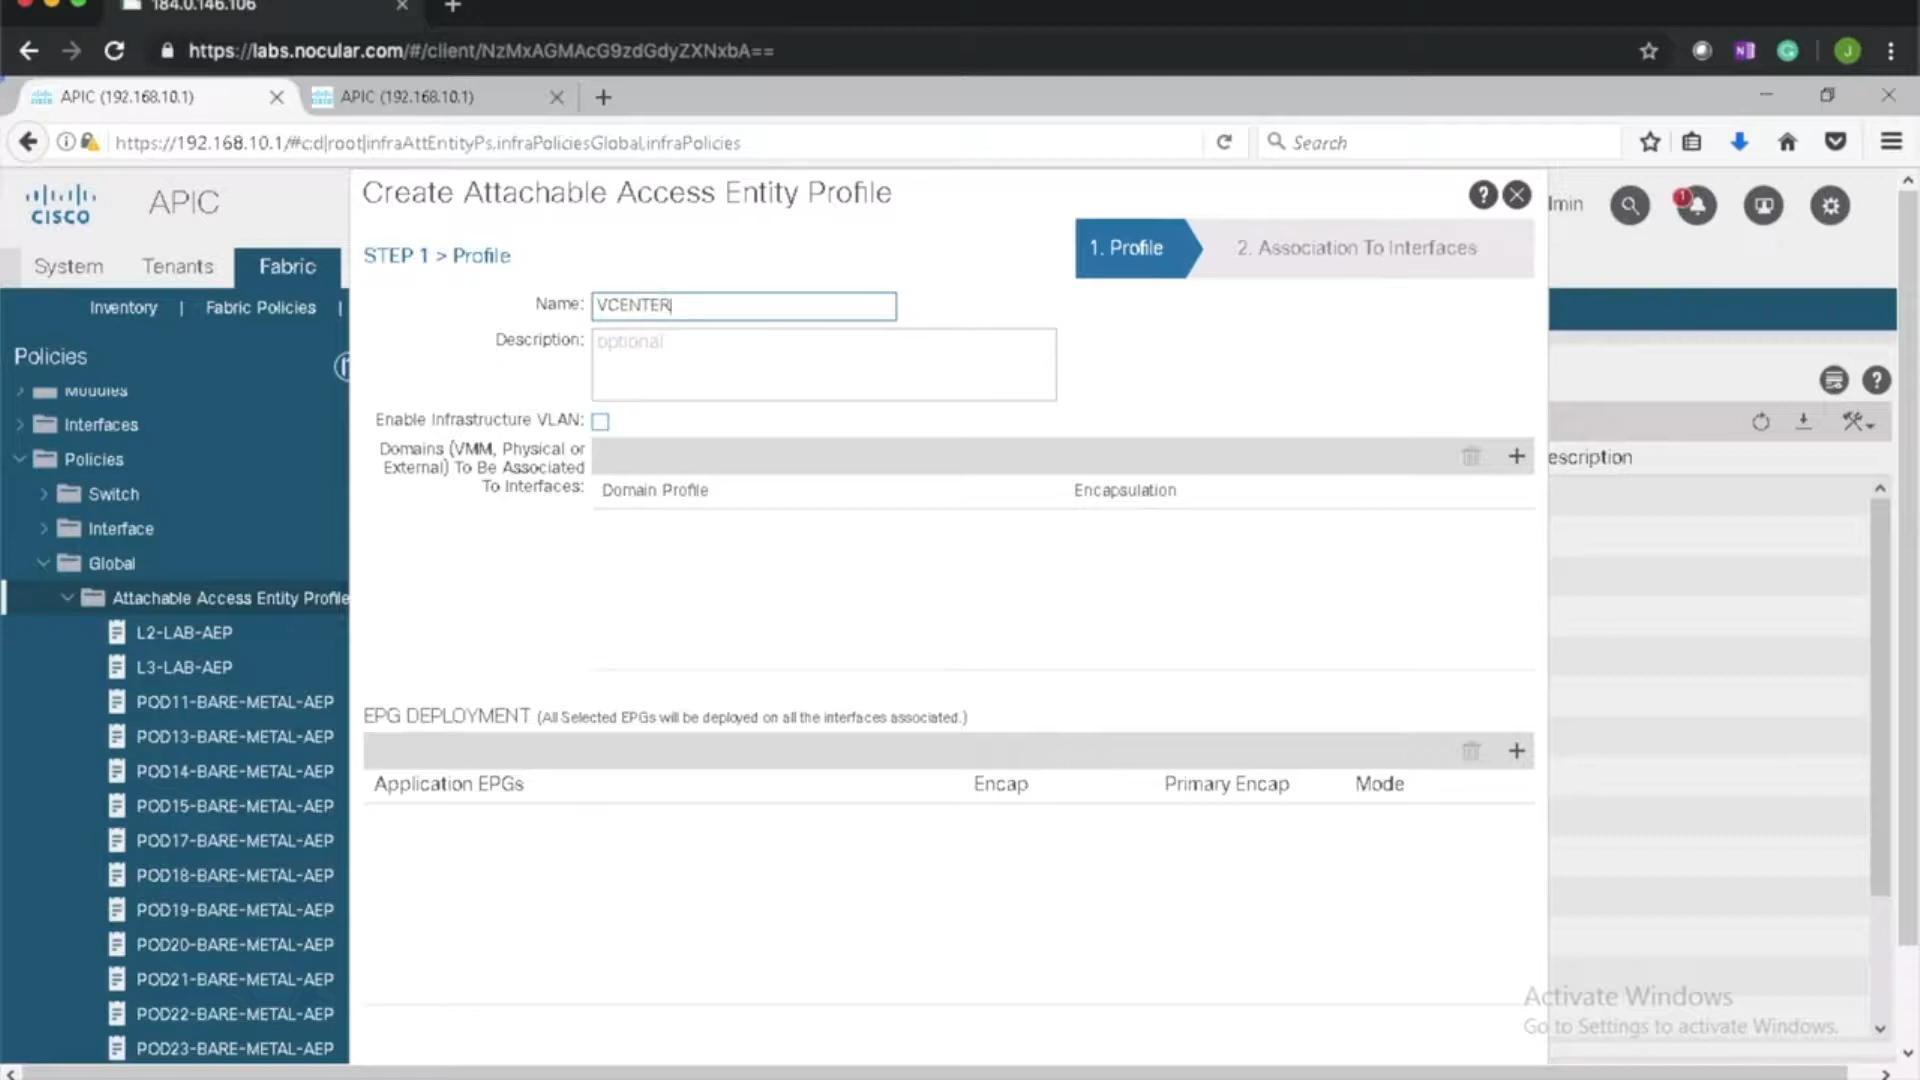 184.0.146.106
https://labs.nocular.com/#/client/NzMxAGMAcG9zdGdyZXNxbA==
J
APIC (192.168.10.1)
APIC (192.168.10.1)
https://192.168.10.1/#c:d|root|infraAttEntityPs.infraPoliciesGlobal.infraPolicies
Search
CISCO
APIC
Create Attachable Access Entity Profile
lmin
1
System
Tenants
Fabric
STEP 1 > Profile
1. Profile
2. Association To Interfaces
Inventory | Fabric Policies |
Name: VCENTER
Description: optional
Policies
Modules
Interfaces
Policies
Switch
Interface
Global
Attachable Access Entity Profile
L2-LAB-AEP
L3-LAB-AEP
POD11-BARE-METAL-AEP
POD13-BARE-METAL-AEP
POD14-BARE-METAL-AEP
POD15-BARE-METAL-AEP
POD17-BARE-METAL-AEP
POD18-BARE-METAL-AEP
POD19-BARE-METAL-AEP
POD20-BARE-METAL-AEP
POD21-BARE-METAL-AEP
POD22-BARE-METAL-AEP
POD23-BARE-METAL-AEP
Enable Infrastructure VLAN:
Domains (VMM, Physical or
External) To Be Associated
To Interfaces:
Domain Profile
Encapsulation
escription
EPG DEPLOYMENT (All Selected EPGs will be deployed on all the interfaces associated.)
Application EPGs
Encap
Primary Encap
Mode
Activate Windows
Go to Settings to activate Windows.